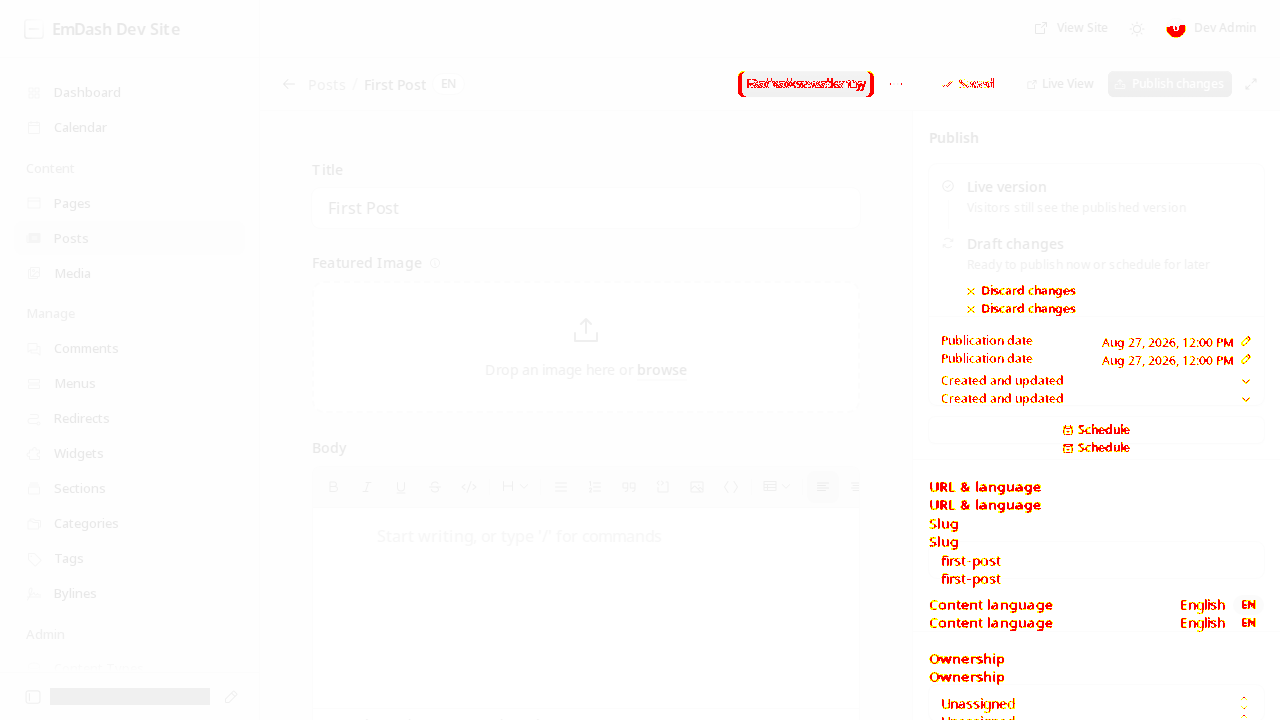 EmDash Dev Site
View Site
Dev Admin
Posts / First Post EN
Saved
Live View
Publish changes
Dashboard
Calendar
Content
Pages
Posts
Media
Manage
Comments
Menus
Redirects
Widgets
Sections
Categories
Tags
Bylines
Admin
Title
First Post
Featured Image
Drop an image here or browse
Body
Start writing, or type '/' for commands
Publish
Live version
Visitors still see the published version
Draft changes
Ready to publish now or schedule for later
Discard changes
Discard changes
Publication date Aug 27, 2026, 12:00 PM
Publication date Aug 27, 2026, 12:00 PM
Created and updated
Created and updated
Schedule
Schedule
URL & language
URL & language
Slug
Slug
first-post
first-post
Content language English EN
Content language English EN
Ownership
Ownership
Unassigned